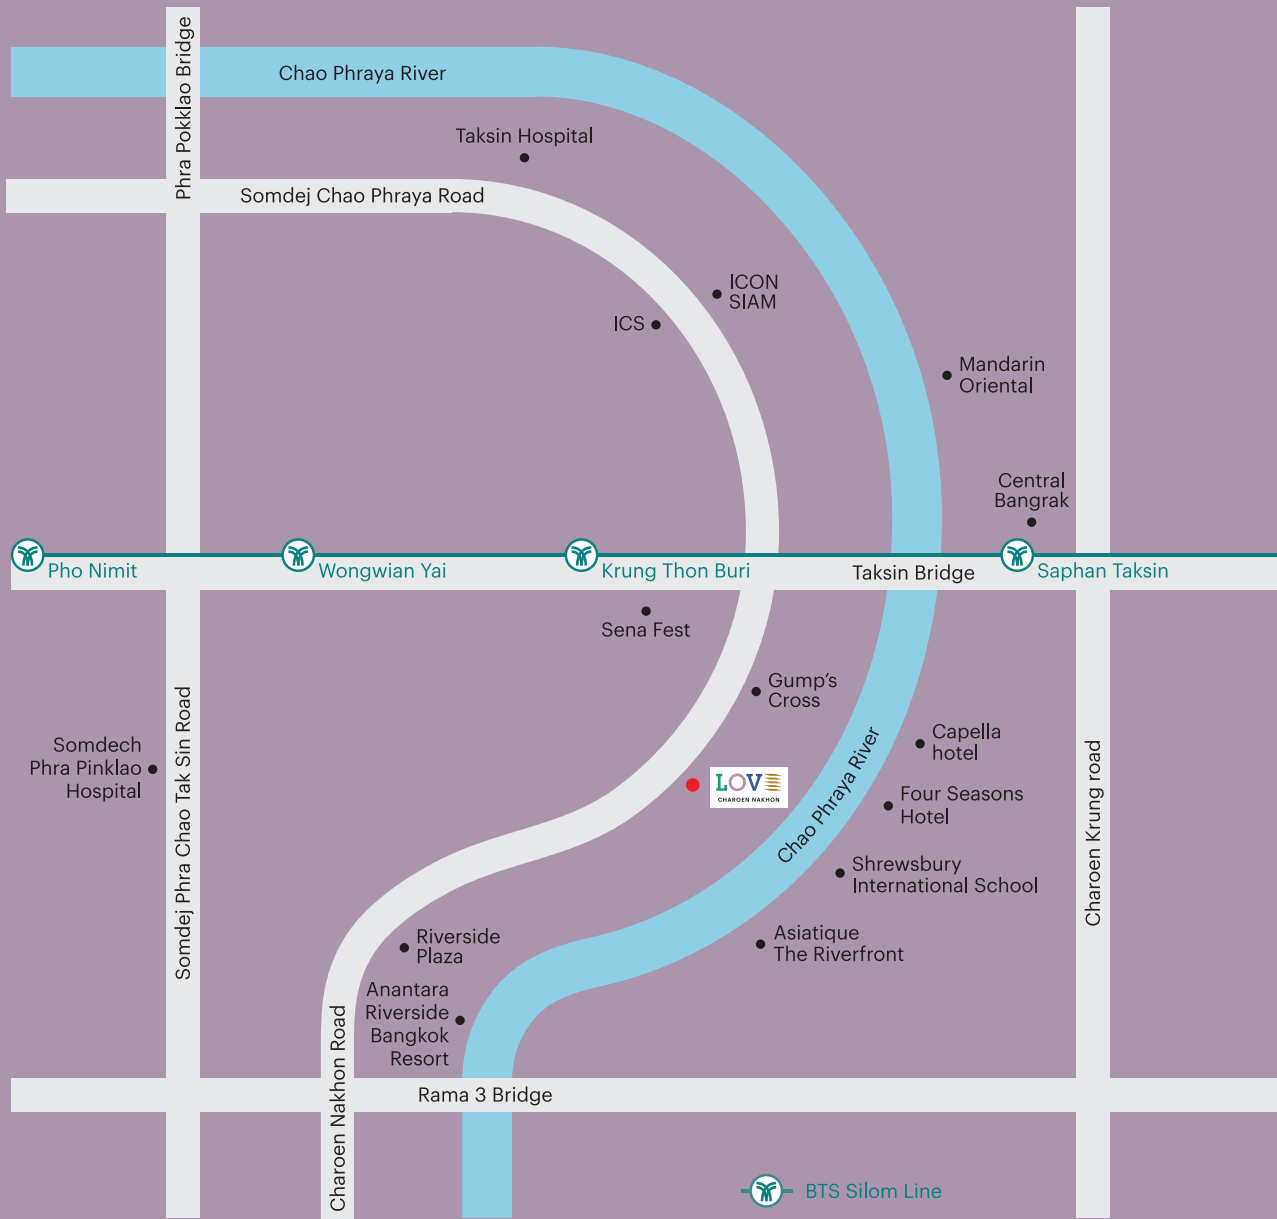 Phra Pokklao Bridge
Chao Phraya River
Taksin Hospital
Somdej Chao Phraya Road
ICON
SIAM
ICS
Mandarin
Oriental
Central
Bangrak
Pho Nimit
Wongwian Yai
Krung Thon Buri
Taksin Bridge
Saphan Taksin
Sena Fest
Gump's
Cross
Somdech
Phra Pinklao
Hospital
Somdej Phra Chao Tak Sin Road
LOVE
CHAROEN NAKHON
Chao Phraya River
Capella
hotel
Four Seasons
Hotel
Shrewsbury
International School
Charoen Krung road
Asiatique
The Riverfront
Riverside
Plaza
Anantara
Riverside
Bangkok
Resort
Charoen Nakhon Road
Rama 3 Bridge
BTS Silom Line